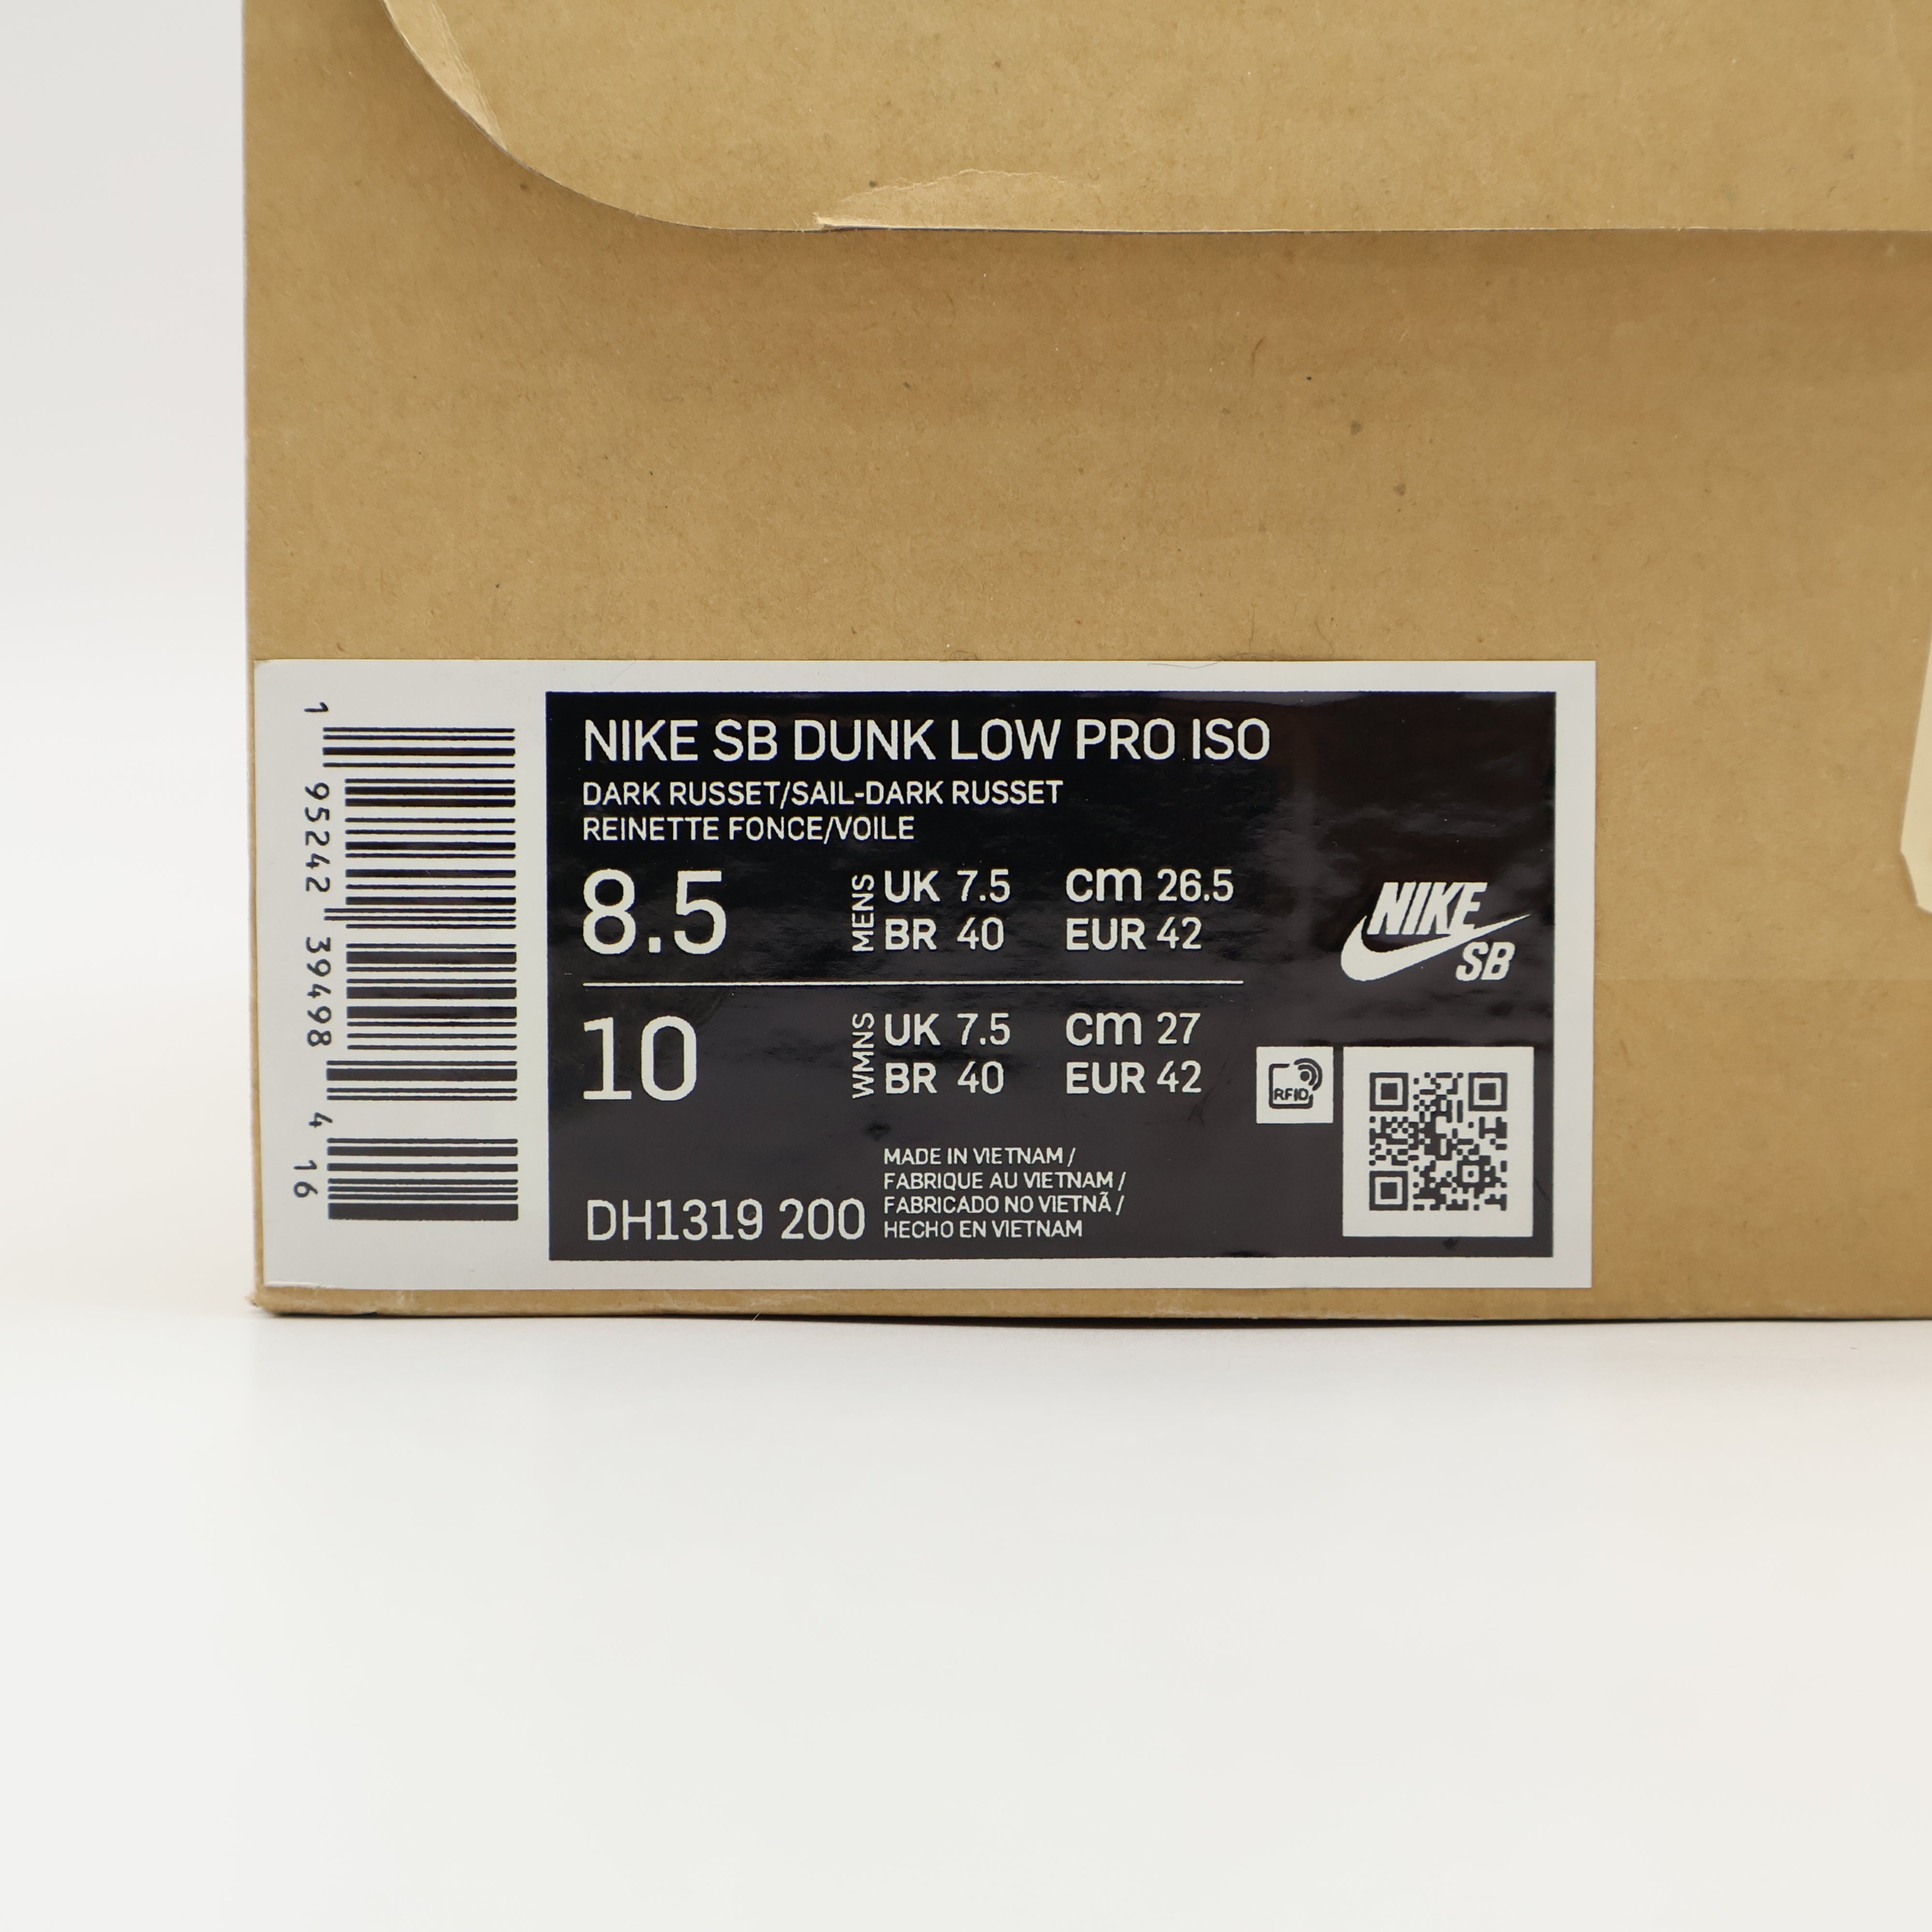 1 95242 39498 4 16
NIKE SB DUNK LOW PRO ISO
DARK RUSSET/SAIL-DARK RUSSET
REINETTE FONCE/VOILE
8.5 MENS UK 7.5 cm 26.5
BR 40 EUR 42
10 WMNS UK 7.5 cm 27
BR 40 EUR 42
NIKE
SB
RFID
MADE IN VIETNAM /
FABRIQUE AU VIETNAM /
FABRICADO NO VIETNÃ /
HECHO EN VIETNAM
DH1319 200